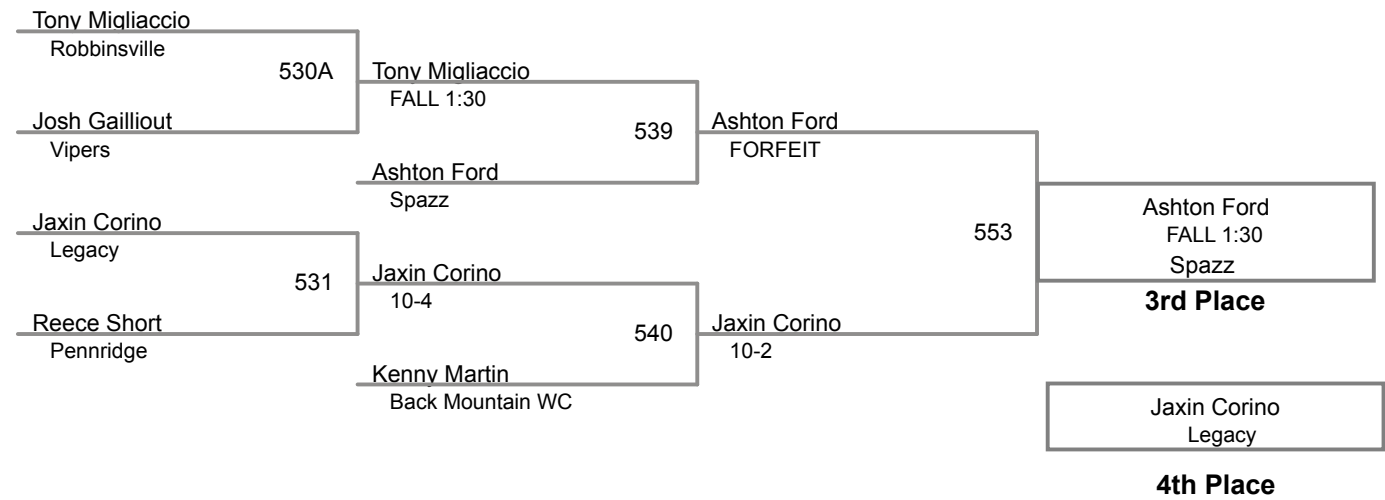 Tony Migliaccio
Robbinsville
530A
Tony Migliaccio
FALL 1:30
Josh Gailliout
Vipers
539
Ashton Ford
FORFEIT
Ashton Ford
Spazz
Jaxin Corino
Legacy
553
Ashton Ford
FALL 1:30
Spazz
3rd Place
531
Jaxin Corino
10-4
Reece Short
Pennridge
540
Jaxin Corino
10-2
Kenny Martin
Back Mountain WC
Jaxin Corino
Legacy
4th Place